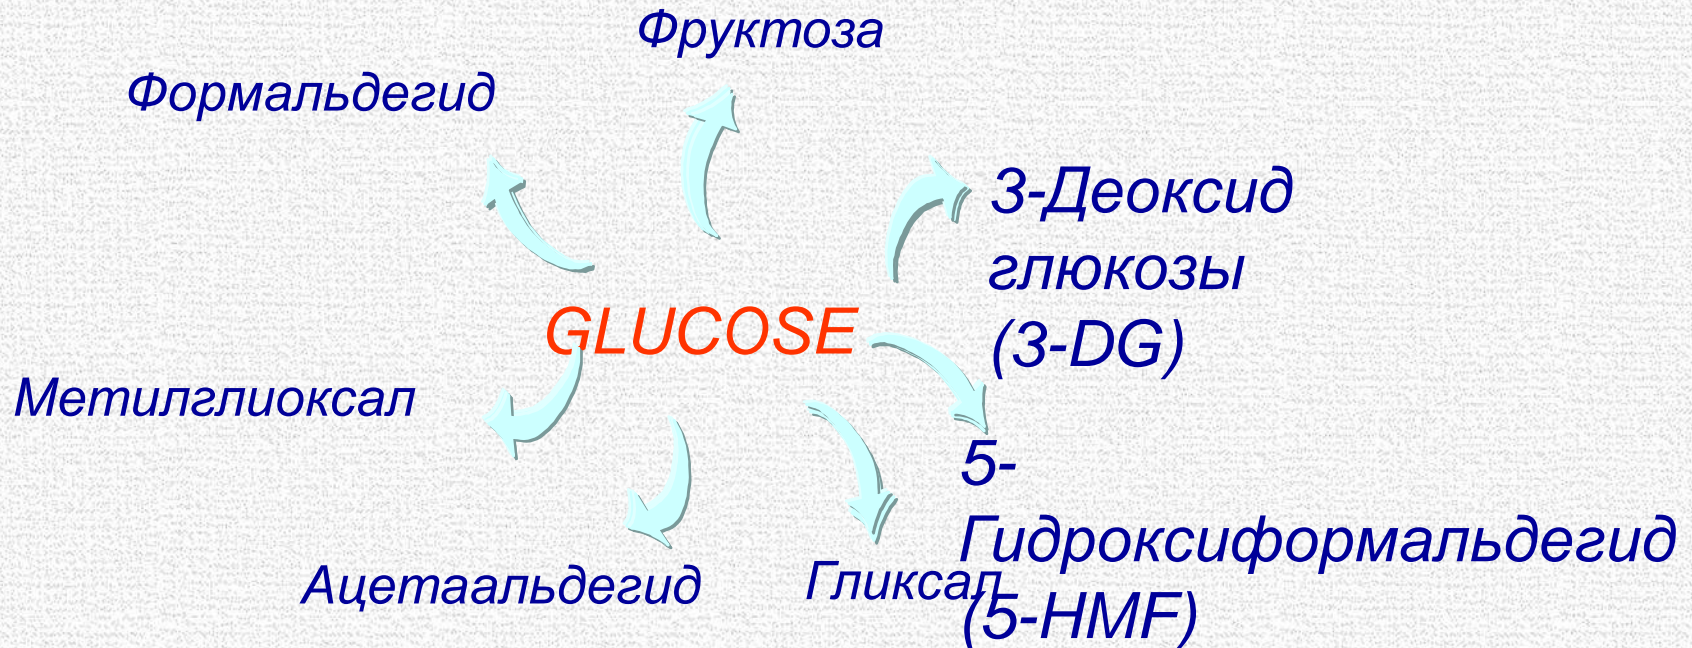 Фруктоза
Формальдегид
3-Деоксид
глюкозы
(3-DG)
GLUCOSE
Метилглиоксал
5-
Гидроксиформальдегид
(5-HMF)
Ацетаальдегид
Гликсал